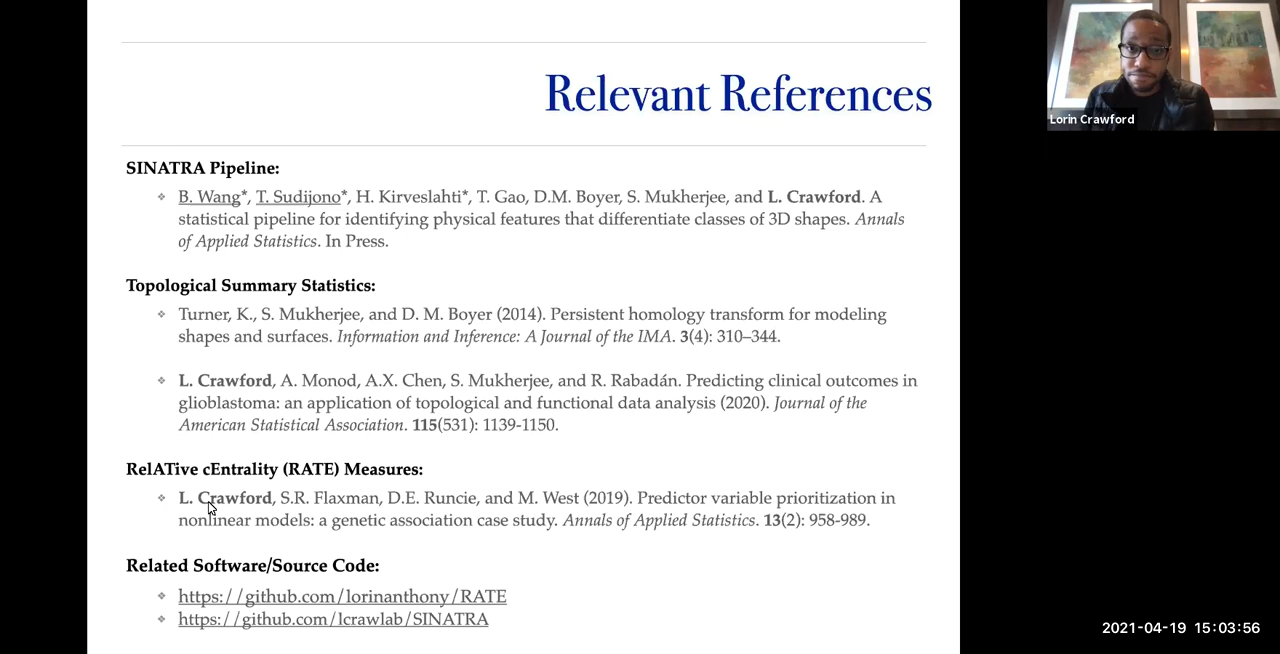 Relevant References
Lorin Crawford
SINATRA Pipeline:
❖ B. Wang*, T. Sudijono*, H. Kirveslahti*, T. Gao, D.M. Boyer, S. Mukherjee, and L. Crawford. A
statistical pipeline for identifying physical features that differentiate classes of 3D shapes. Annals
of Applied Statistics. In Press.
Topological Summary Statistics:
❖ Turner, K., S. Mukherjee, and D. M. Boyer (2014). Persistent homology transform for modeling
shapes and surfaces. Information and Inference: A Journal of the IMA. 3(4): 310–344.
❖ L. Crawford, A. Monod, A.X. Chen, S. Mukherjee, and R. Rabadán. Predicting clinical outcomes in
glioblastoma: an application of topological and functional data analysis (2020). Journal of the
American Statistical Association. 115(531): 1139-1150.
RelATive cEntrality (RATE) Measures:
❖ L. Crawford, S.R. Flaxman, D.E. Runcie, and M. West (2019). Predictor variable prioritization in
nonlinear models: a genetic association case study. Annals of Applied Statistics. 13(2): 958-989.
Related Software/Source Code:
❖ https://github.com/lorinanthony/RATE
❖ https://github.com/lcrawlab/SINATRA
2021-04-19 15:03:56